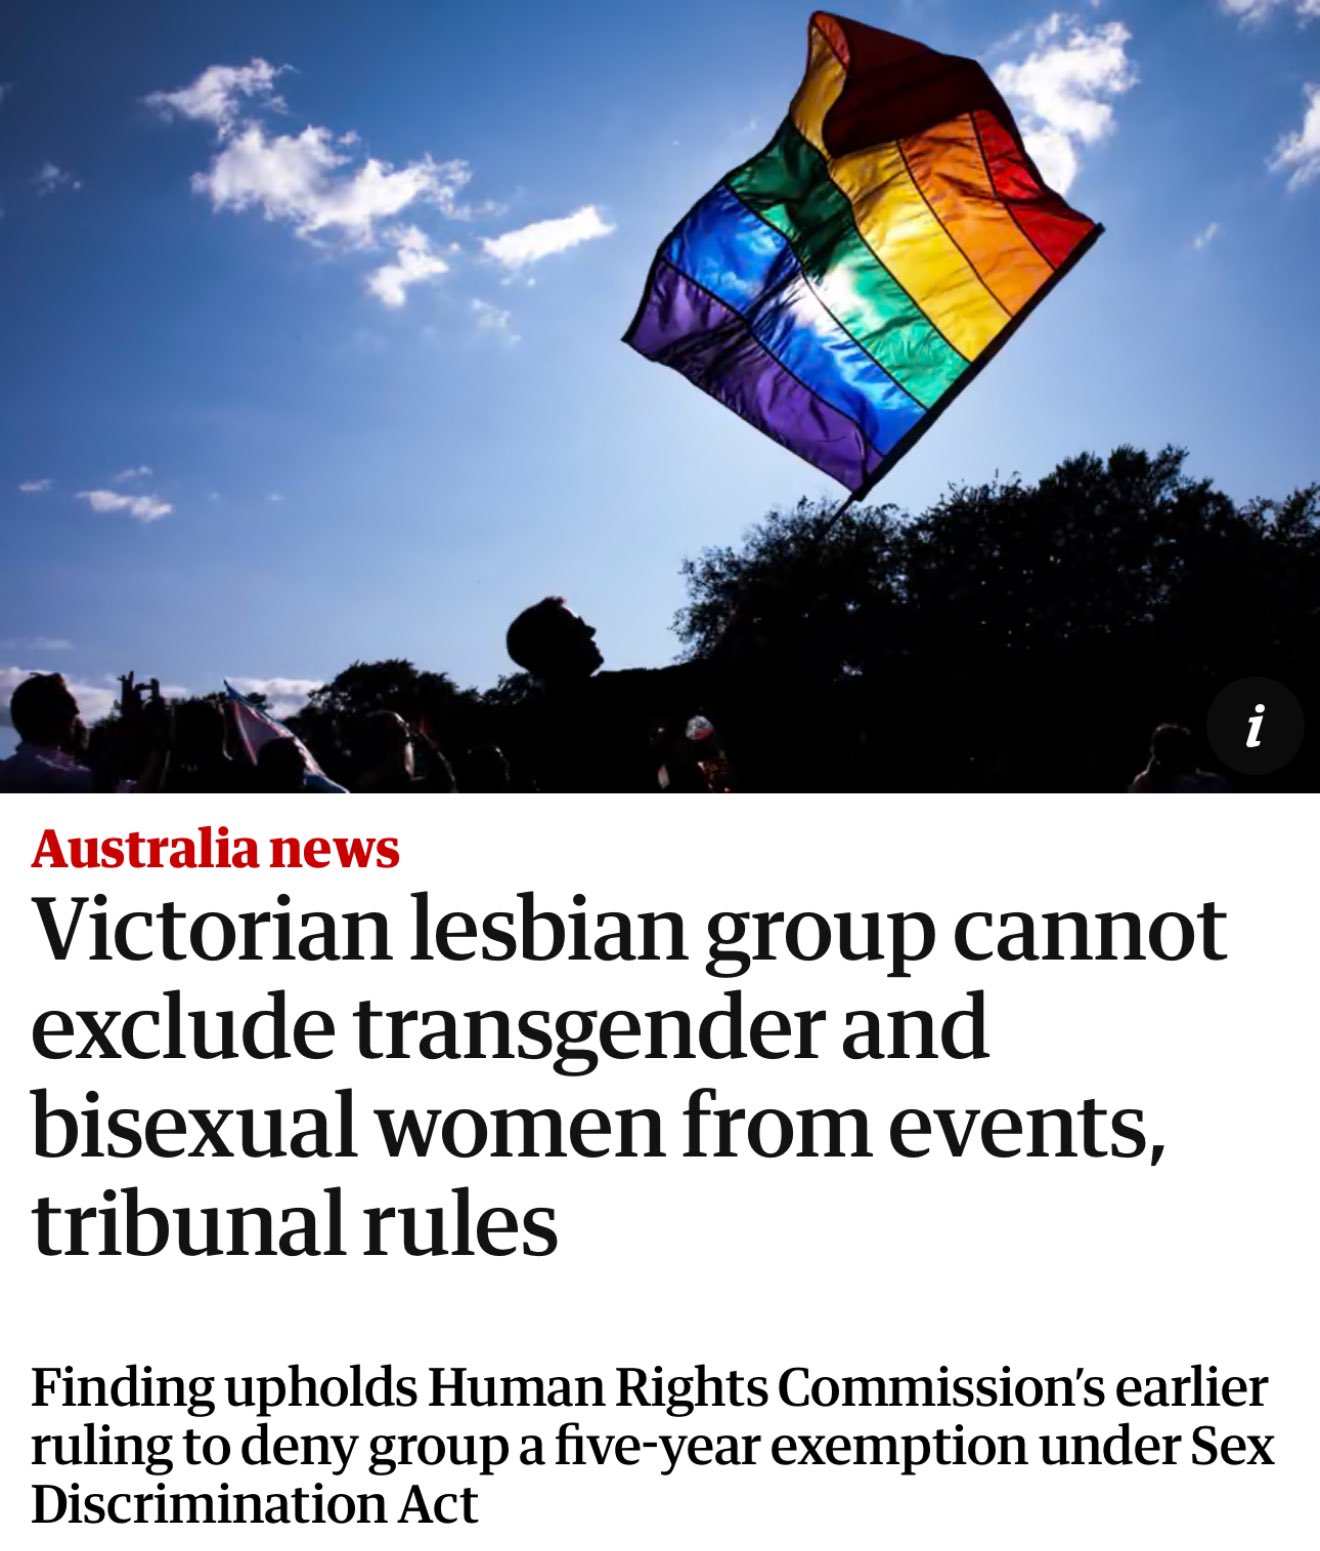 i
Australia news
Victorian lesbian group cannot
exclude transgender and
bisexual women from events,
tribunal rules
Finding upholds Human Rights Commission’s earlier
ruling to deny group a five-year exemption under Sex
Discrimination Act